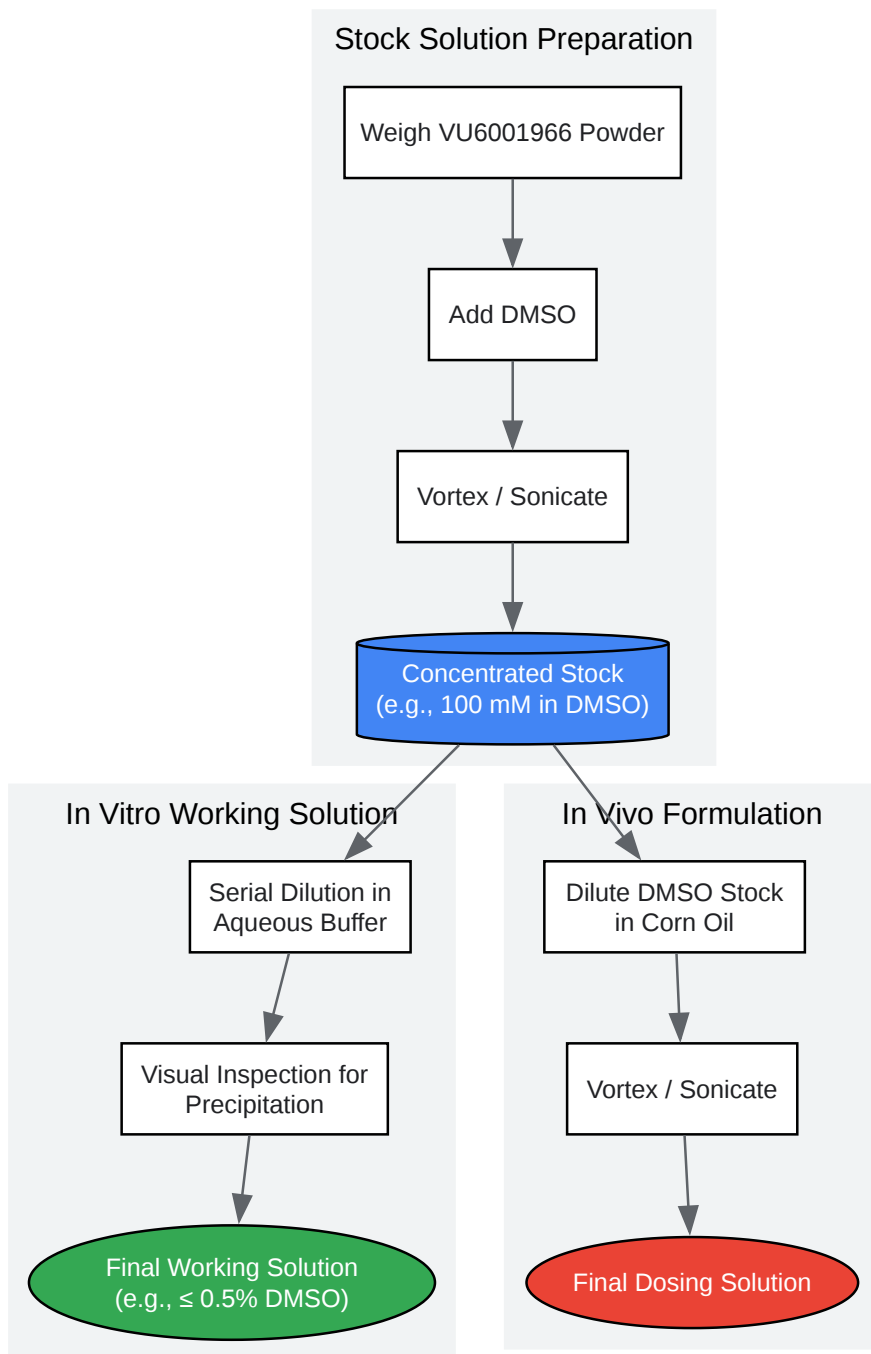 Stock Solution Preparation
Weigh VU6001966 Powder
Add DMSO
Vortex / Sonicate
Concentrated Stock
(e.g., 100 mM in DMSO)
In Vitro Working Solution
Serial Dilution in
Aqueous Buffer
Visual Inspection for
Precipitation
Final Working Solution
(e.g., ≤ 0.5% DMSO)
In Vivo Formulation
Dilute DMSO Stock
in Corn Oil
Vortex / Sonicate
Final Dosing Solution